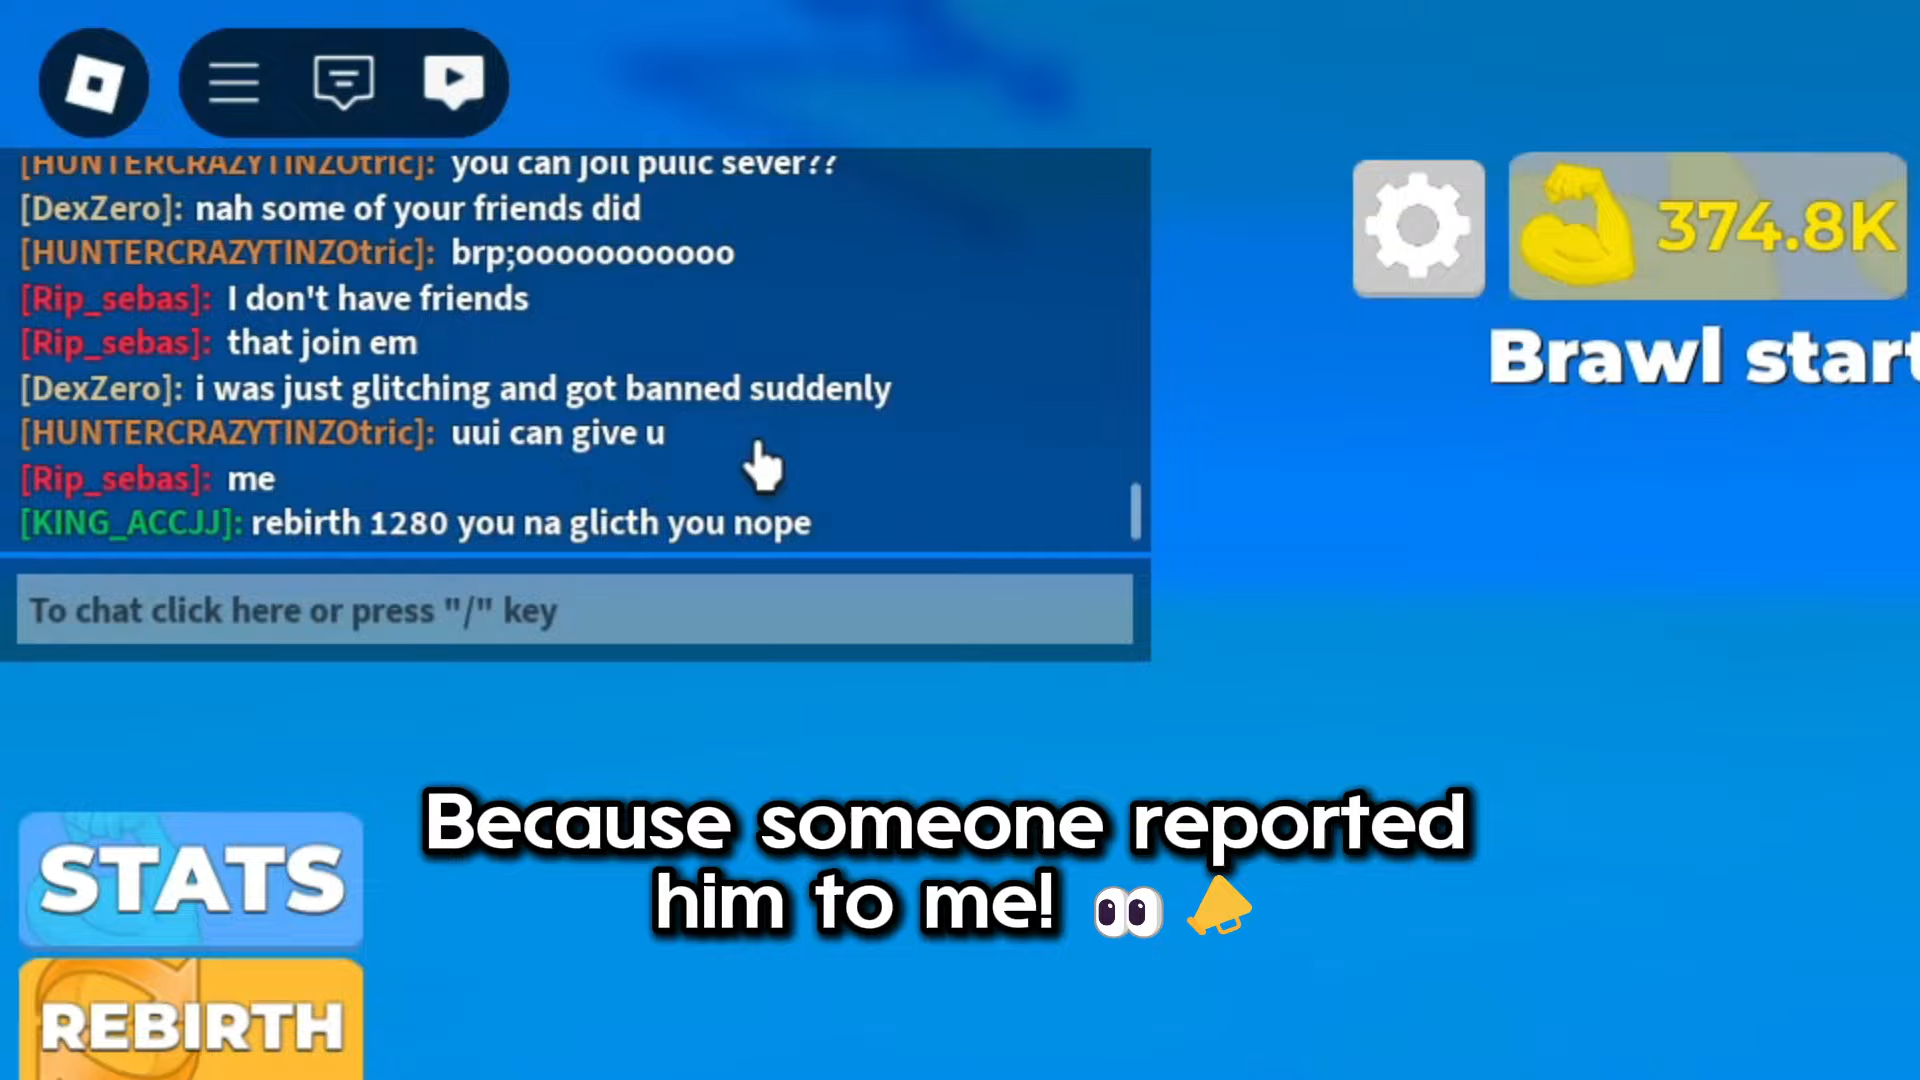 [HUNTERCRAZYTINZOtric]: you can joil pulic sever??
[DexZero]: nah some of your friends did
[HUNTERCRAZYTINZOtric]: brp;ooooooooooo
[Rip_sebas]: I don't have friends
[Rip_sebas]: that join em
[DexZero]: i was just glitching and got banned suddenly
[HUNTERCRAZYTINZOtric]: uui can give u
[Rip_sebas]: me
[KING_ACCJJ]: rebirth 1280 you na glicth you nope
To chat click here or press "/" key
374.8K
Brawl start
STATS
REBIRTH
Because someone reported
him to me! 👀 📣